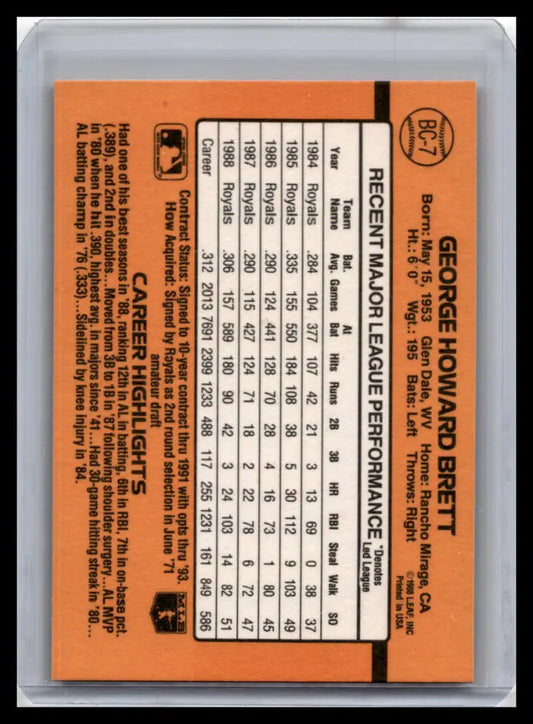 BC-7
GEORGE HOWARD BRETT
Born: May 15, 1953 Glen Dale, WV Home: Rancho Mirage, CA
Ht.: 6'0" Wgt.: 195 Bats: Left Throws: Right
©1988 LEAF, INC
Printed in USA
RECENT MAJOR LEAGUE PERFORMANCE
*Denotes
Led League
Year Team Name Bat. Avg. Games At Bat Hits Runs 2B 3B HR RBI Steal Walk SO
1984 Royals .284 104 377 107 42 21 3 13 69 0 38 37
1985 Royals .335 155 550 184 108 38 5 30 112 9 103 49
1986 Royals .290 124 441 128 70 28 4 16 73 1 80 45
1987 Royals .290 115 427 124 71 18 2 22 78 6 72 47
1988 Royals .306 157 589 180 90 42 3 24 103 14 82 51
Career .312 2013 7691 2399 1233 488 117 255 1231 161 849 586
Contract Status: Signed to 10-year contract thru 1991 with opts thru '93.
How Acquired: Signed by Royals as 2nd round selection in June '71
amateur draft
MLB
CAREER HIGHLIGHTS
Had one of his best seasons in '88, ranking 12th in AL in batting, 6th in RBI, 7th in on-base pct.
(.389), and 2nd in doubles...Moved from 3B to 1B in '87 following shoulder surgery...AL MVP
in '80 when he hit .390, highest avg. in majors since '41...Had 30-game hitting streak in '80...
AL batting champ in '76 (.333)...Sidelined by knee injury in '84.